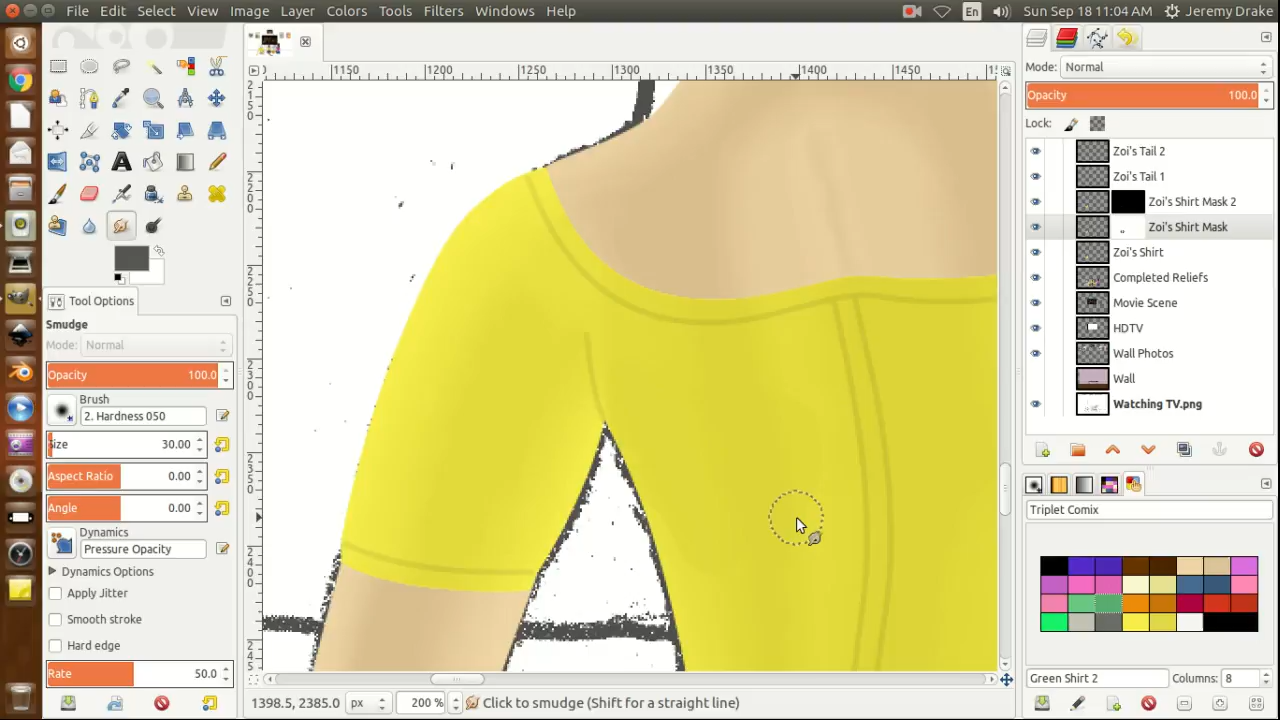 File Edit Select View Image Layer Colors Tools Filters Windows Help En Sun Sep 18 11:04 AM Jeremy Drake
1150 1200 1250 1300 1350 1400 1450
Mode: Normal
Opacity 100.0
Lock:
Zoi's Tail 2
Zoi's Tail 1
Zoi's Shirt Mask 2
Zoi's Shirt Mask
Zoi's Shirt
Completed Reliefs
Movie Scene
HDTV
Wall Photos
Wall
Watching TV.png
Tool Options
Smudge
Mode: Normal
Opacity 100.0
Brush
2. Hardness 050
Size 30.00
Aspect Ratio 0.00
Angle 0.00
Dynamics
Pressure Opacity
Dynamics Options
Apply Jitter
Smooth stroke
Hard edge
Rate 50.0
Triplet Comix
Green Shirt 2 Columns: 8
1398.5, 2385.0 px 200 % Click to smudge (Shift for a straight line)